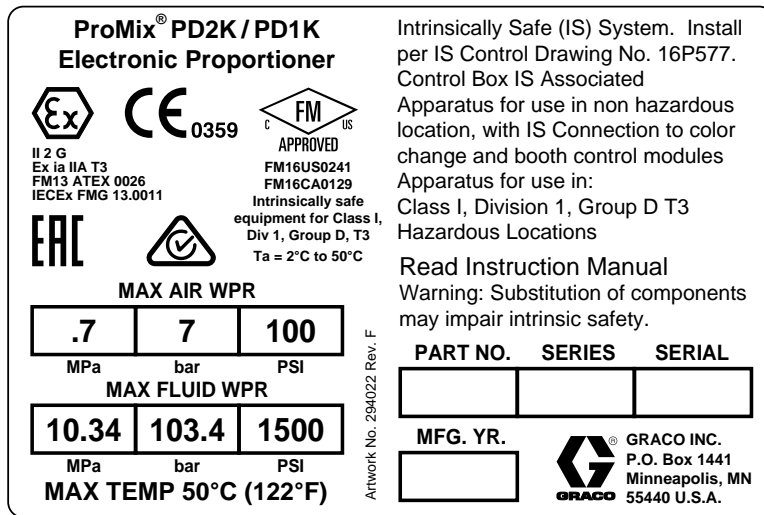 ProMix® PD2K / PD1K
Electronic Proportioner
Ex
CE 0359
FM
C US
APPROVED
II 2 G
Ex ia IIA T3
FM13 ATEX 0026
IECEx FMG 13.0011
FM16US0241
FM16CA0129
Intrinsically safe
equipment for Class I,
Div 1, Group D, T3
Ta = 2°C to 50°C
EAC
MAX AIR WPR
.7 7 100
MPa bar PSI
MAX FLUID WPR
10.34 103.4 1500
MPa bar PSI
MAX TEMP 50°C (122°F)
Artwork No. 294022 Rev. F
Intrinsically Safe (IS) System. Install
per IS Control Drawing No. 16P577.
Control Box IS Associated
Apparatus for use in non hazardous
location, with IS Connection to color
change and booth control modules
Apparatus for use in:
Class I, Division 1, Group D T3
Hazardous Locations
Read Instruction Manual
Warning: Substitution of components
may impair intrinsic safety.
PART NO. SERIES SERIAL
MFG. YR.
G ®
GRACO
GRACO INC.
P.O. Box 1441
Minneapolis, MN
55440 U.S.A.